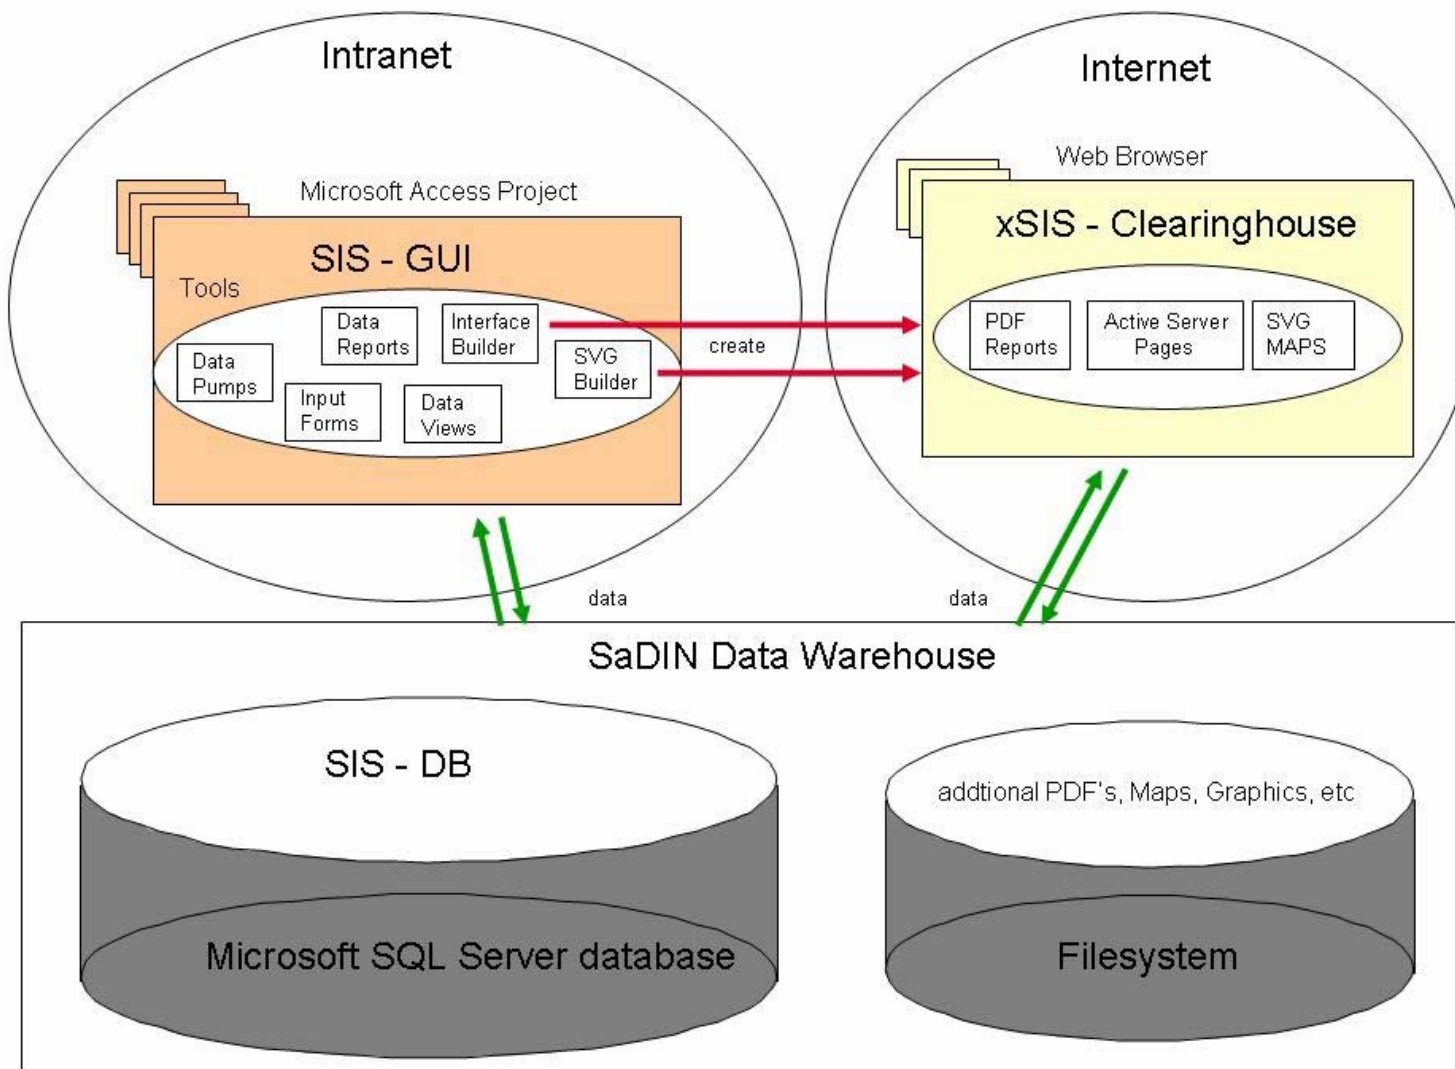 Intranet
Internet
Microsoft Access Project
Web Browser
SIS - GUI
xSIS - Clearinghouse
Tools
Data
Pumps
Data
Reports
Interface
Builder
SVG
Builder
Input
Forms
Data
Views
create
PDF
Reports
Active Server
Pages
SVG
MAPS
data
data
SaDIN Data Warehouse
SIS - DB
addtional PDF's, Maps, Graphics, etc
Microsoft SQL Server database
Filesystem